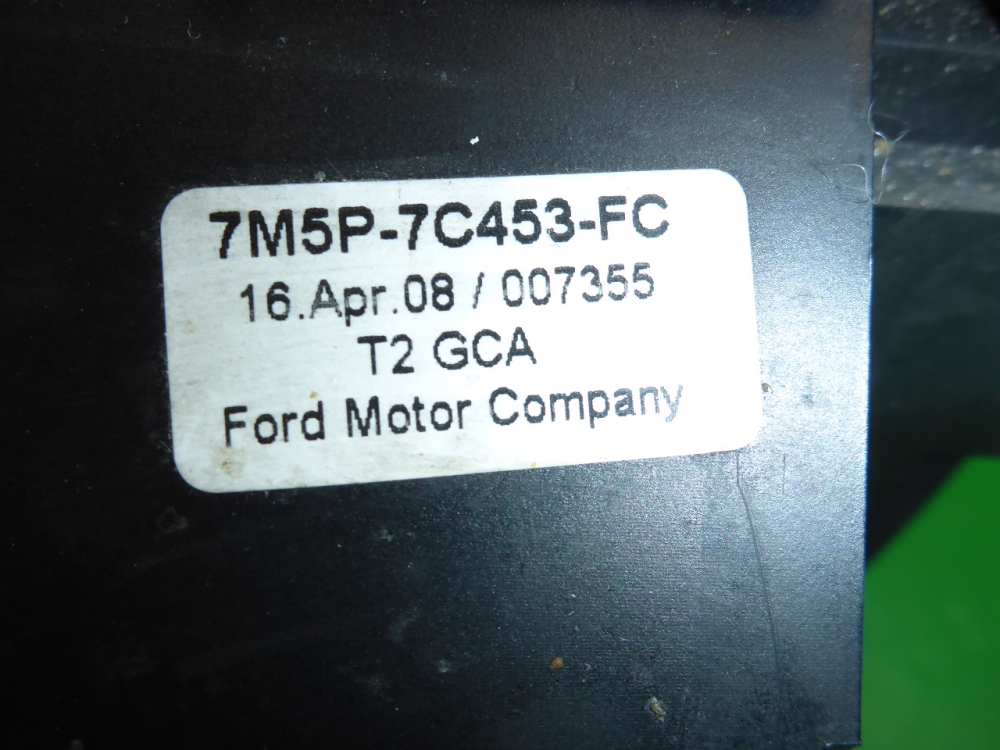 7M5P-7C453-FC
16.Apr.08 / 007355
T2 GCA
Ford Motor Company